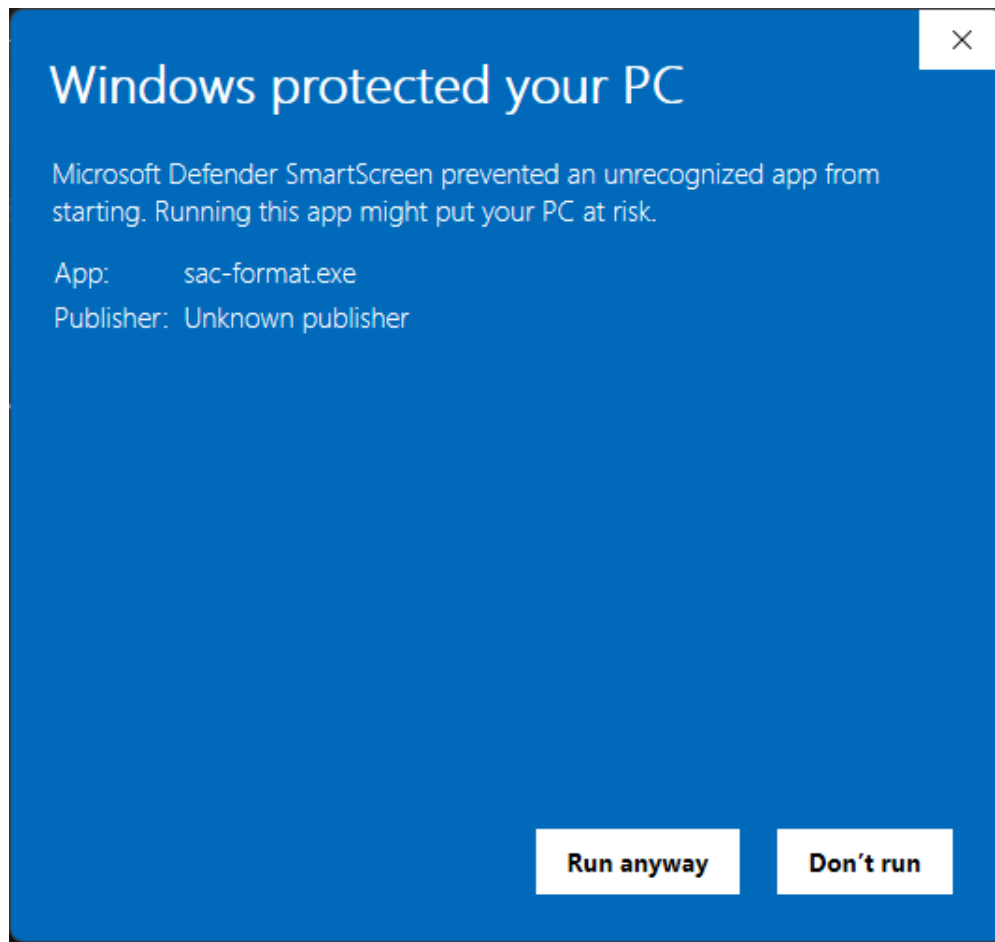 Windows protected your PC
Microsoft Defender SmartScreen prevented an unrecognized app from
starting. Running this app might put your PC at risk.
App: sac-format.exe
Publisher: Unknown publisher
Run anyway Don’t run